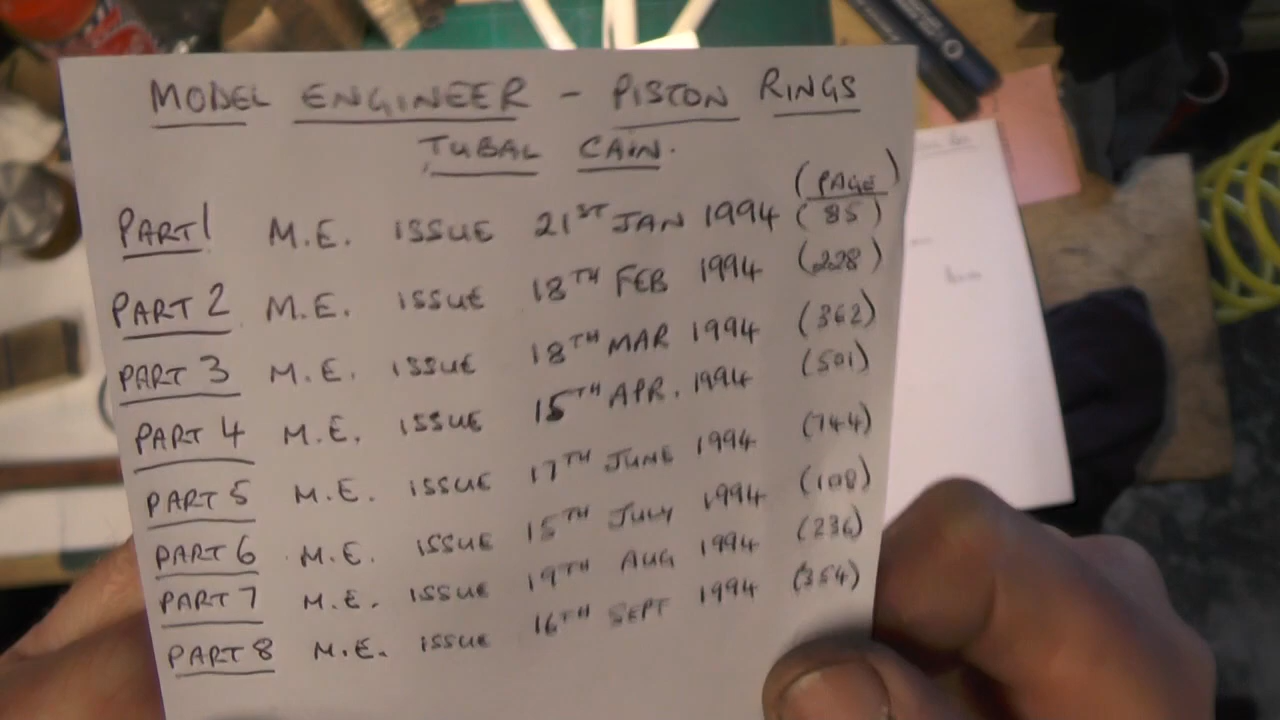 MODEL ENGINEER - PISTON RINGS
TUBAL CAIN.
(PAGE)
PART 1 M.E. ISSUE 21ST JAN 1994 (85)
PART 2 M.E. ISSUE 18TH FEB 1994 (228)
PART 3 M.E. ISSUE 18TH MAR 1994 (362)
PART 4 M.E. ISSUE 15TH APR. 1994 (501)
PART 5 M.E. ISSUE 17TH JUNE 1994 (744)
PART 6 M.E. ISSUE 15TH JULY 1994 (108)
PART 7 M.E. ISSUE 19TH AUG 1994 (236)
PART 8 M.E. ISSUE 16TH SEPT 1994 (354)